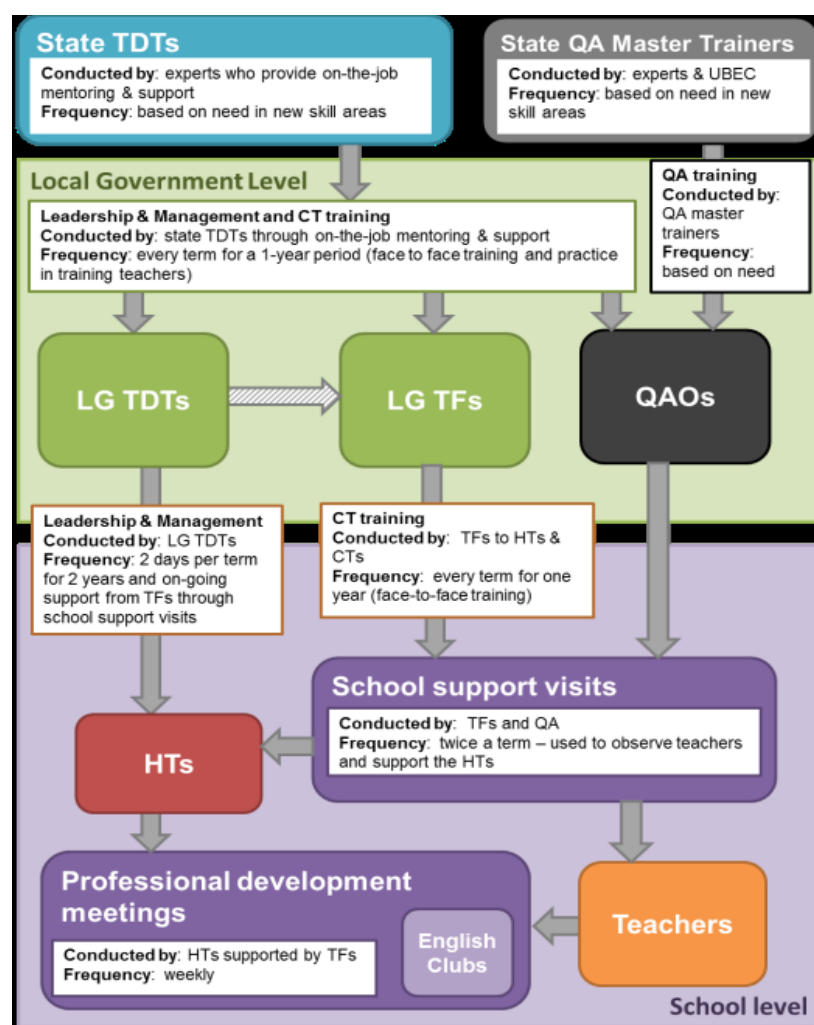 State TDTs
Conducted by: experts who provide on-the-job
mentoring & support
Frequency: based on need in new skill areas
State QA Master Trainers
Conducted by: experts & UBEC
Frequency: based on need in new
skill areas
Local Government Level
Leadership & Management and CT training
Conducted by: state TDTs through on-the-job mentoring & support
Frequency: every term for a 1-year period (face to face training and practice
in training teachers)
QA training
Conducted by:
QA master
trainers
Frequency:
based on need
LG TDTs
LG TFs
QAOs
Leadership & Management
Conducted by: LG TDTs
Frequency: 2 days per term
for 2 years and on-going
support from TFs through
school support visits
CT training
Conducted by: TFs to HTs &
CTs
Frequency: every term for one
year (face-to-face training)
School support visits
Conducted by: TFs and QA
Frequency: twice a term – used to observe teachers
and support the HTs
HTs
Professional development
meetings
Conducted by: HTs supported by TFs
Frequency: weekly
English
Clubs
Teachers
School level